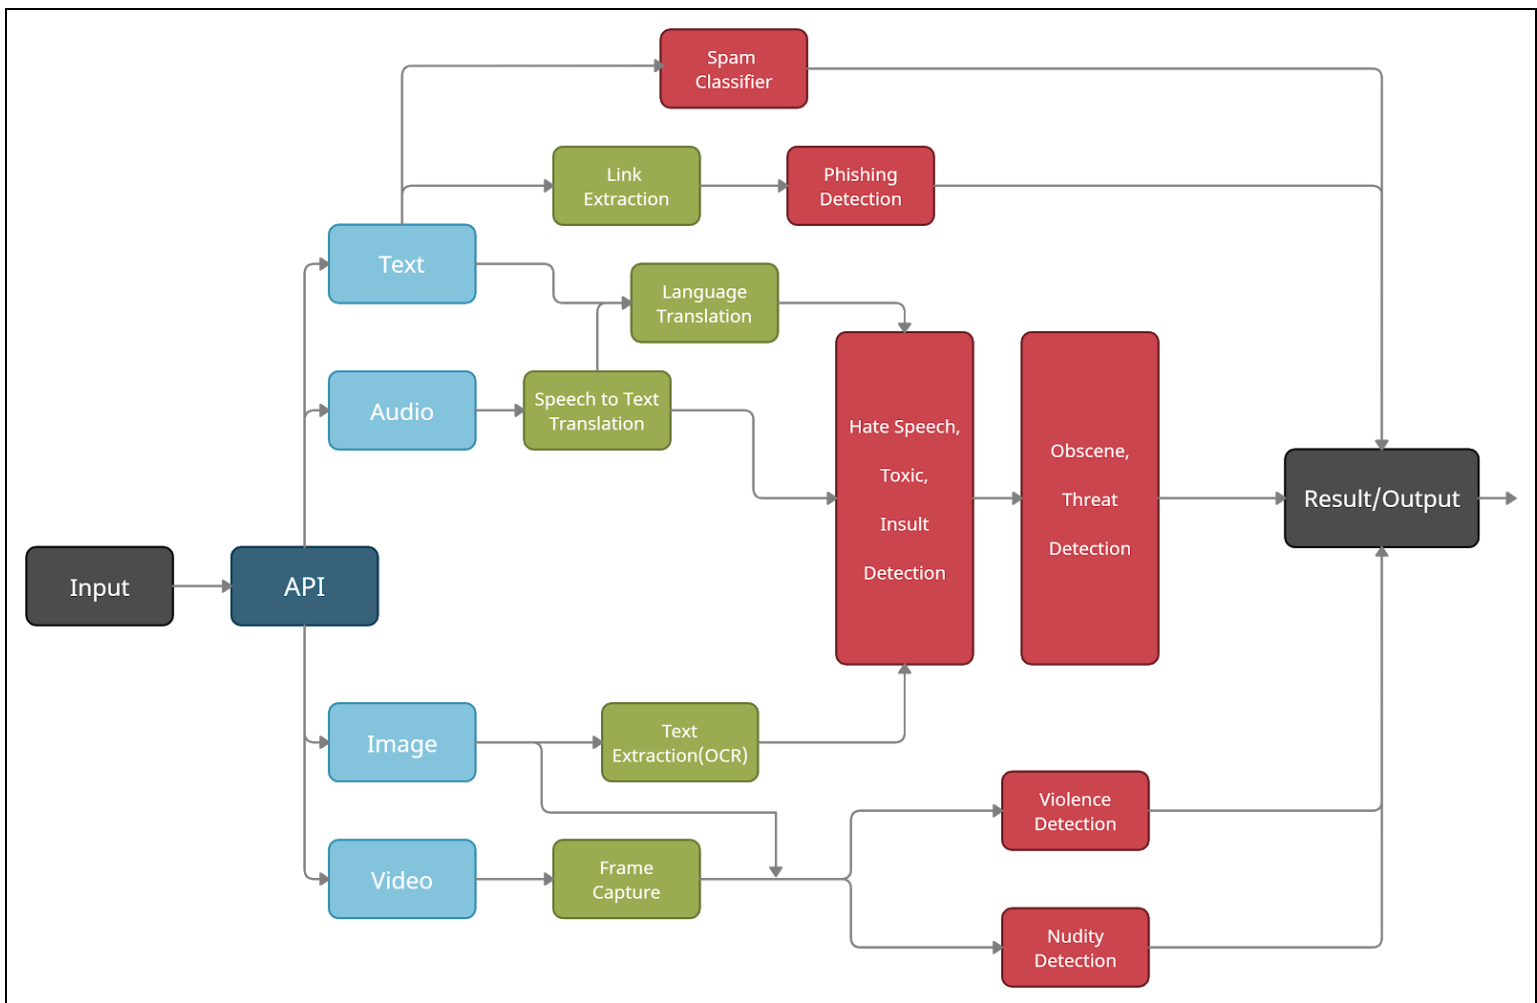 Spam
Classifier
Link
Extraction
Phishing
Detection
Text
Language
Translation
Audio
Speech to Text
Translation
Hate Speech,
Toxic,
Insult
Detection
Obscene,
Threat
Detection
Result/Output
Input
API
Image
Text
Extraction(OCR)
Violence
Detection
Video
Frame
Capture
Nudity
Detection